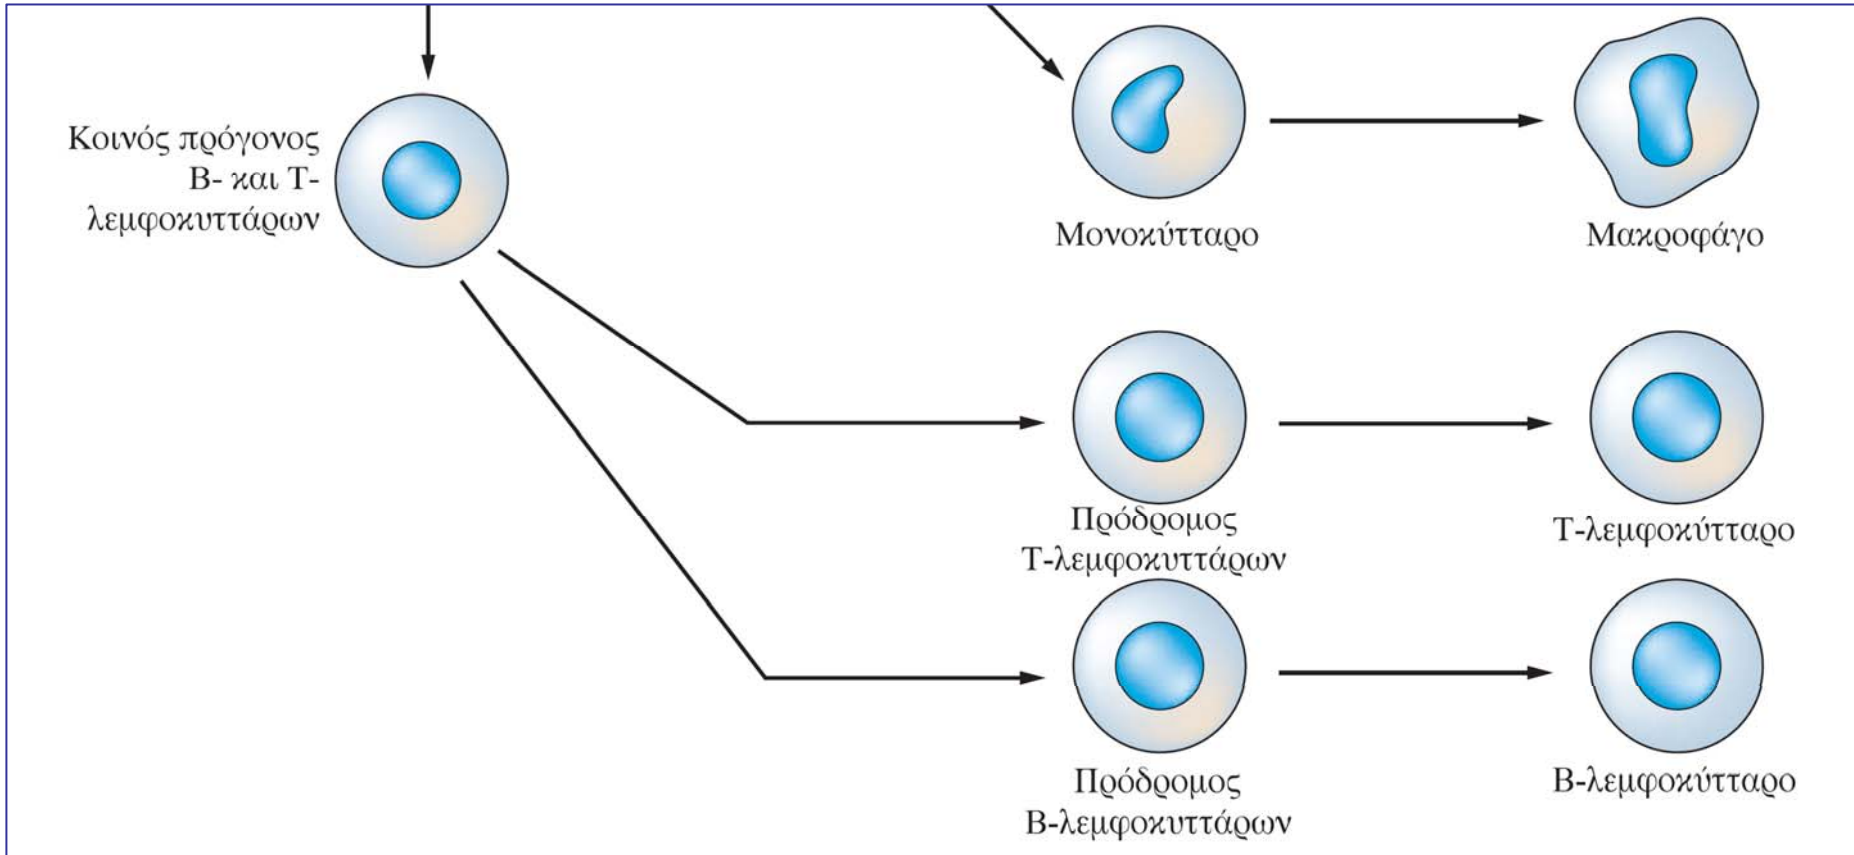 Κοινός πρόγονος
Β- και Τ-
λεμφοκυττάρων
Μονοκύτταρο
Μακροφάγο
Πρόδρομος
Τ-λεμφοκυττάρων
Τ-λεμφοκύτταρο
Πρόδρομος
Β-λεμφοκυττάρων
Β-λεμφοκύτταρο